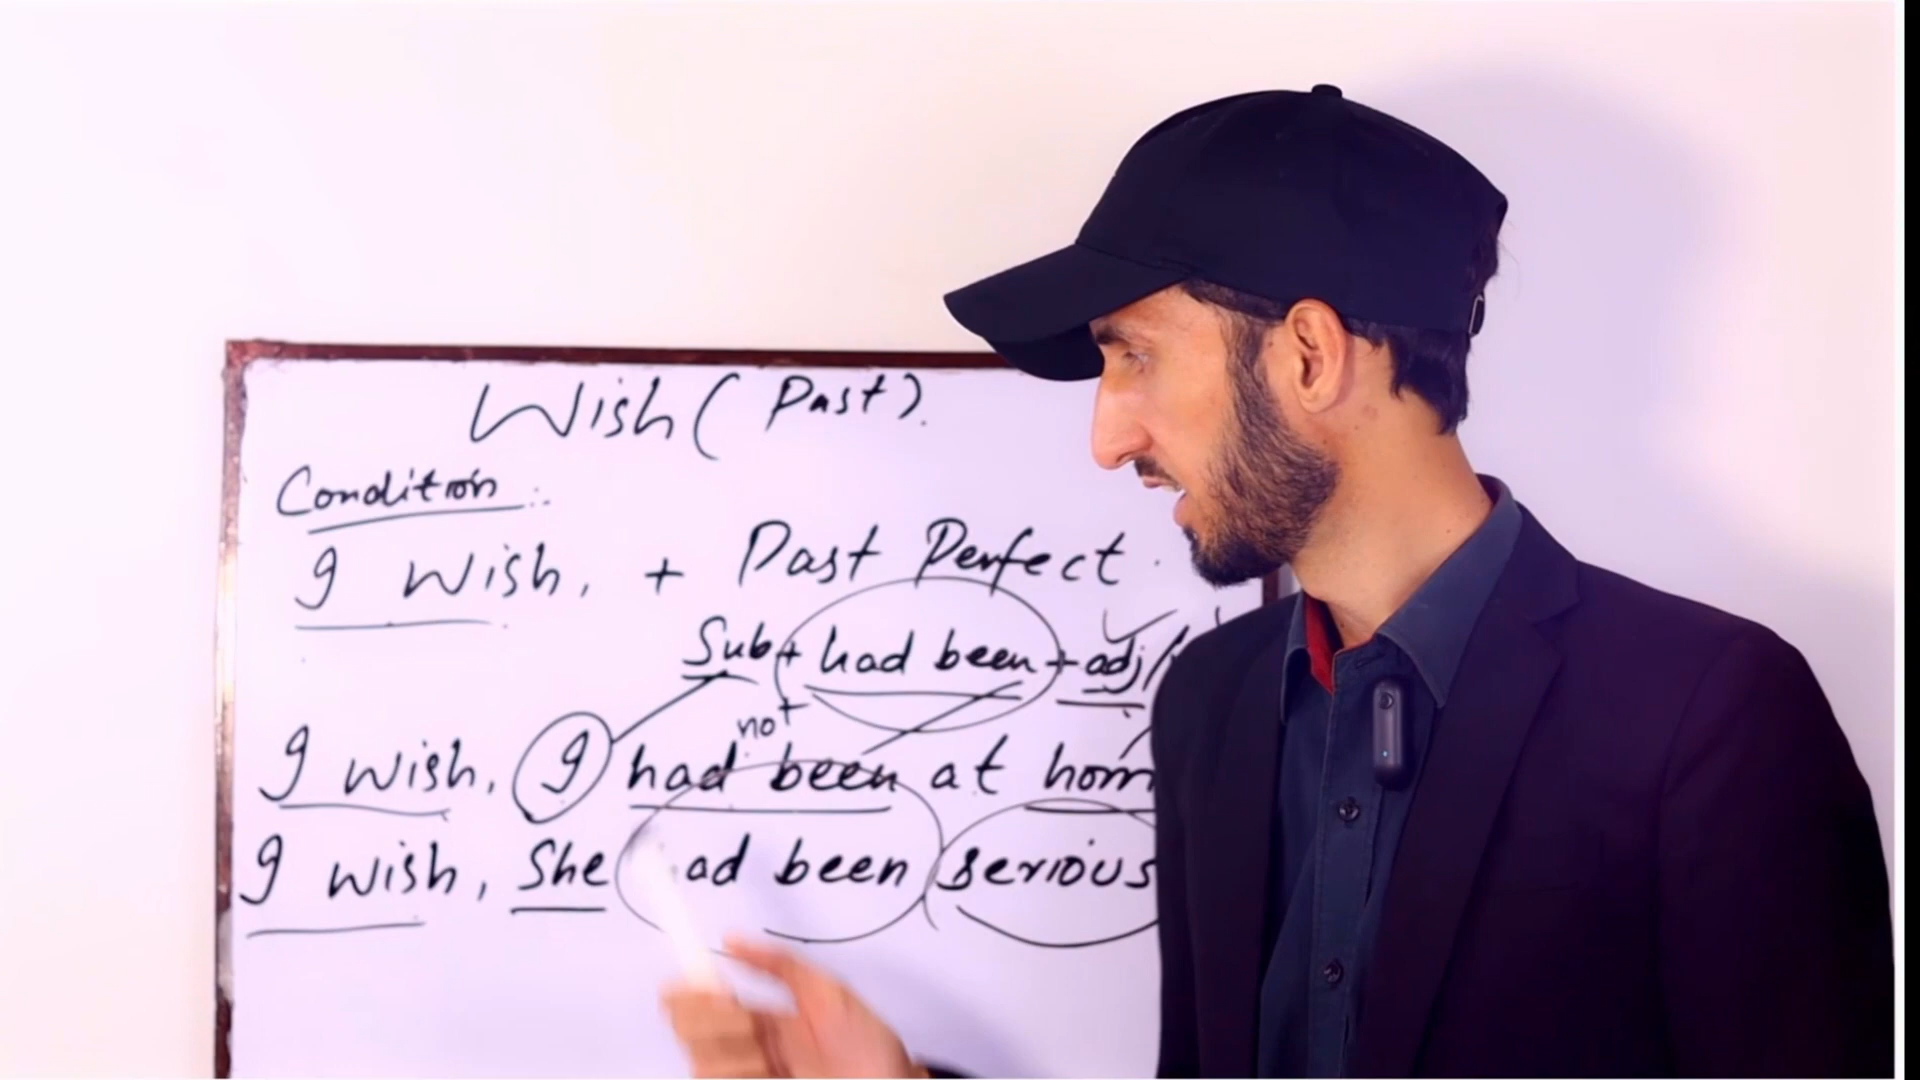 Wish (Past).
Condition:
I wish, + Past Perfect.
Sub + had been + adj/
not
I wish, I had been at hom
I wish, She had been serious